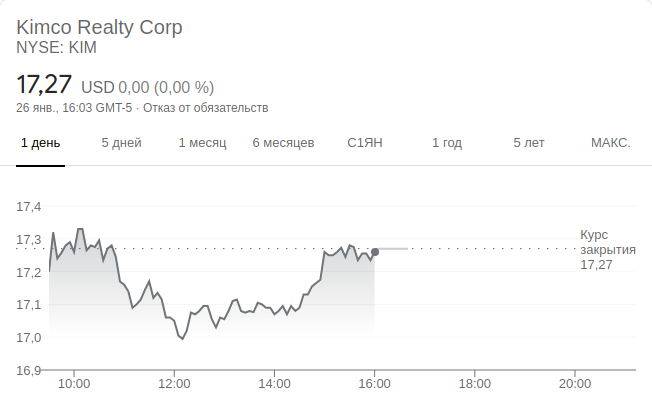 Kimco Realty Corp
NYSE: KIM
17,27 USD 0,00 (0,00 %)
26 янв., 16:03 GMT-5 · Отказ от обязательств
1 день 5 дней 1 месяц 6 месяцев С1ЯН 1 год 5 лет МАКС.
17,4
17,3
17,2
17,1
17,0
16,9
Курс
закрытия
17,27
10:00 12:00 14:00 16:00 18:00 20:00